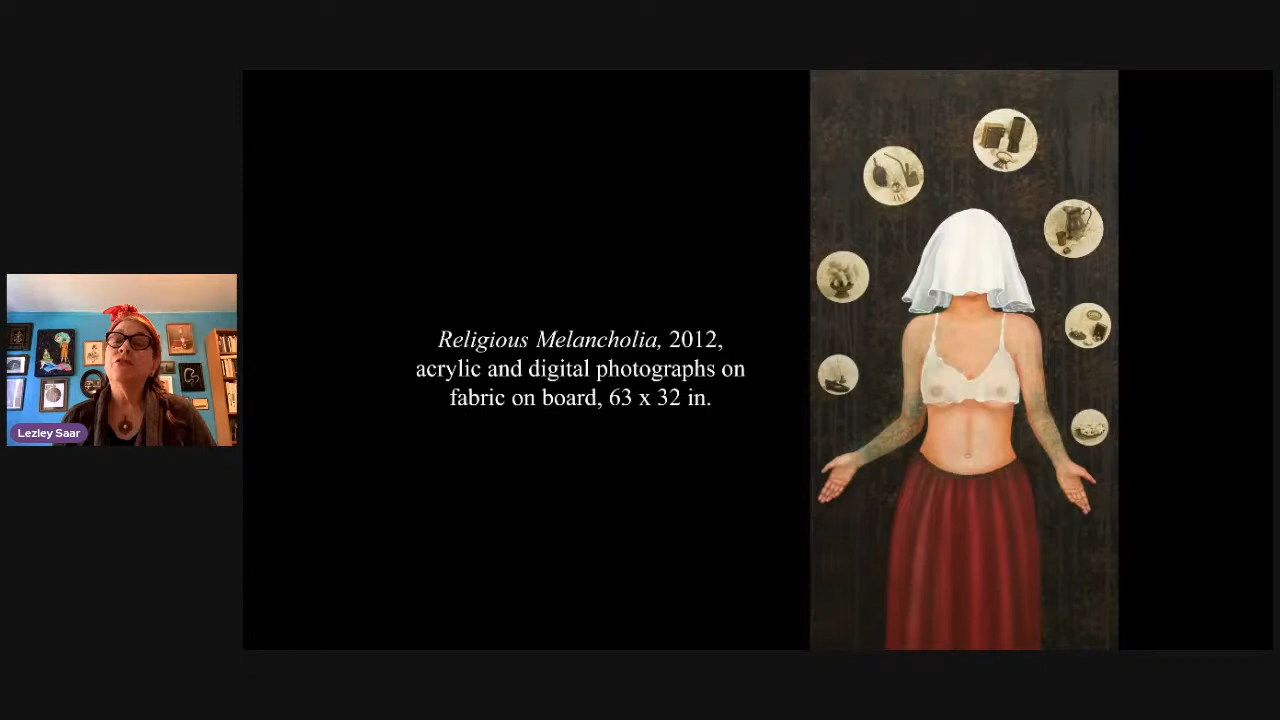 Religious Melancholia, 2012,
acrylic and digital photographs on
fabric on board, 63 x 32 in.
Lezley Saar